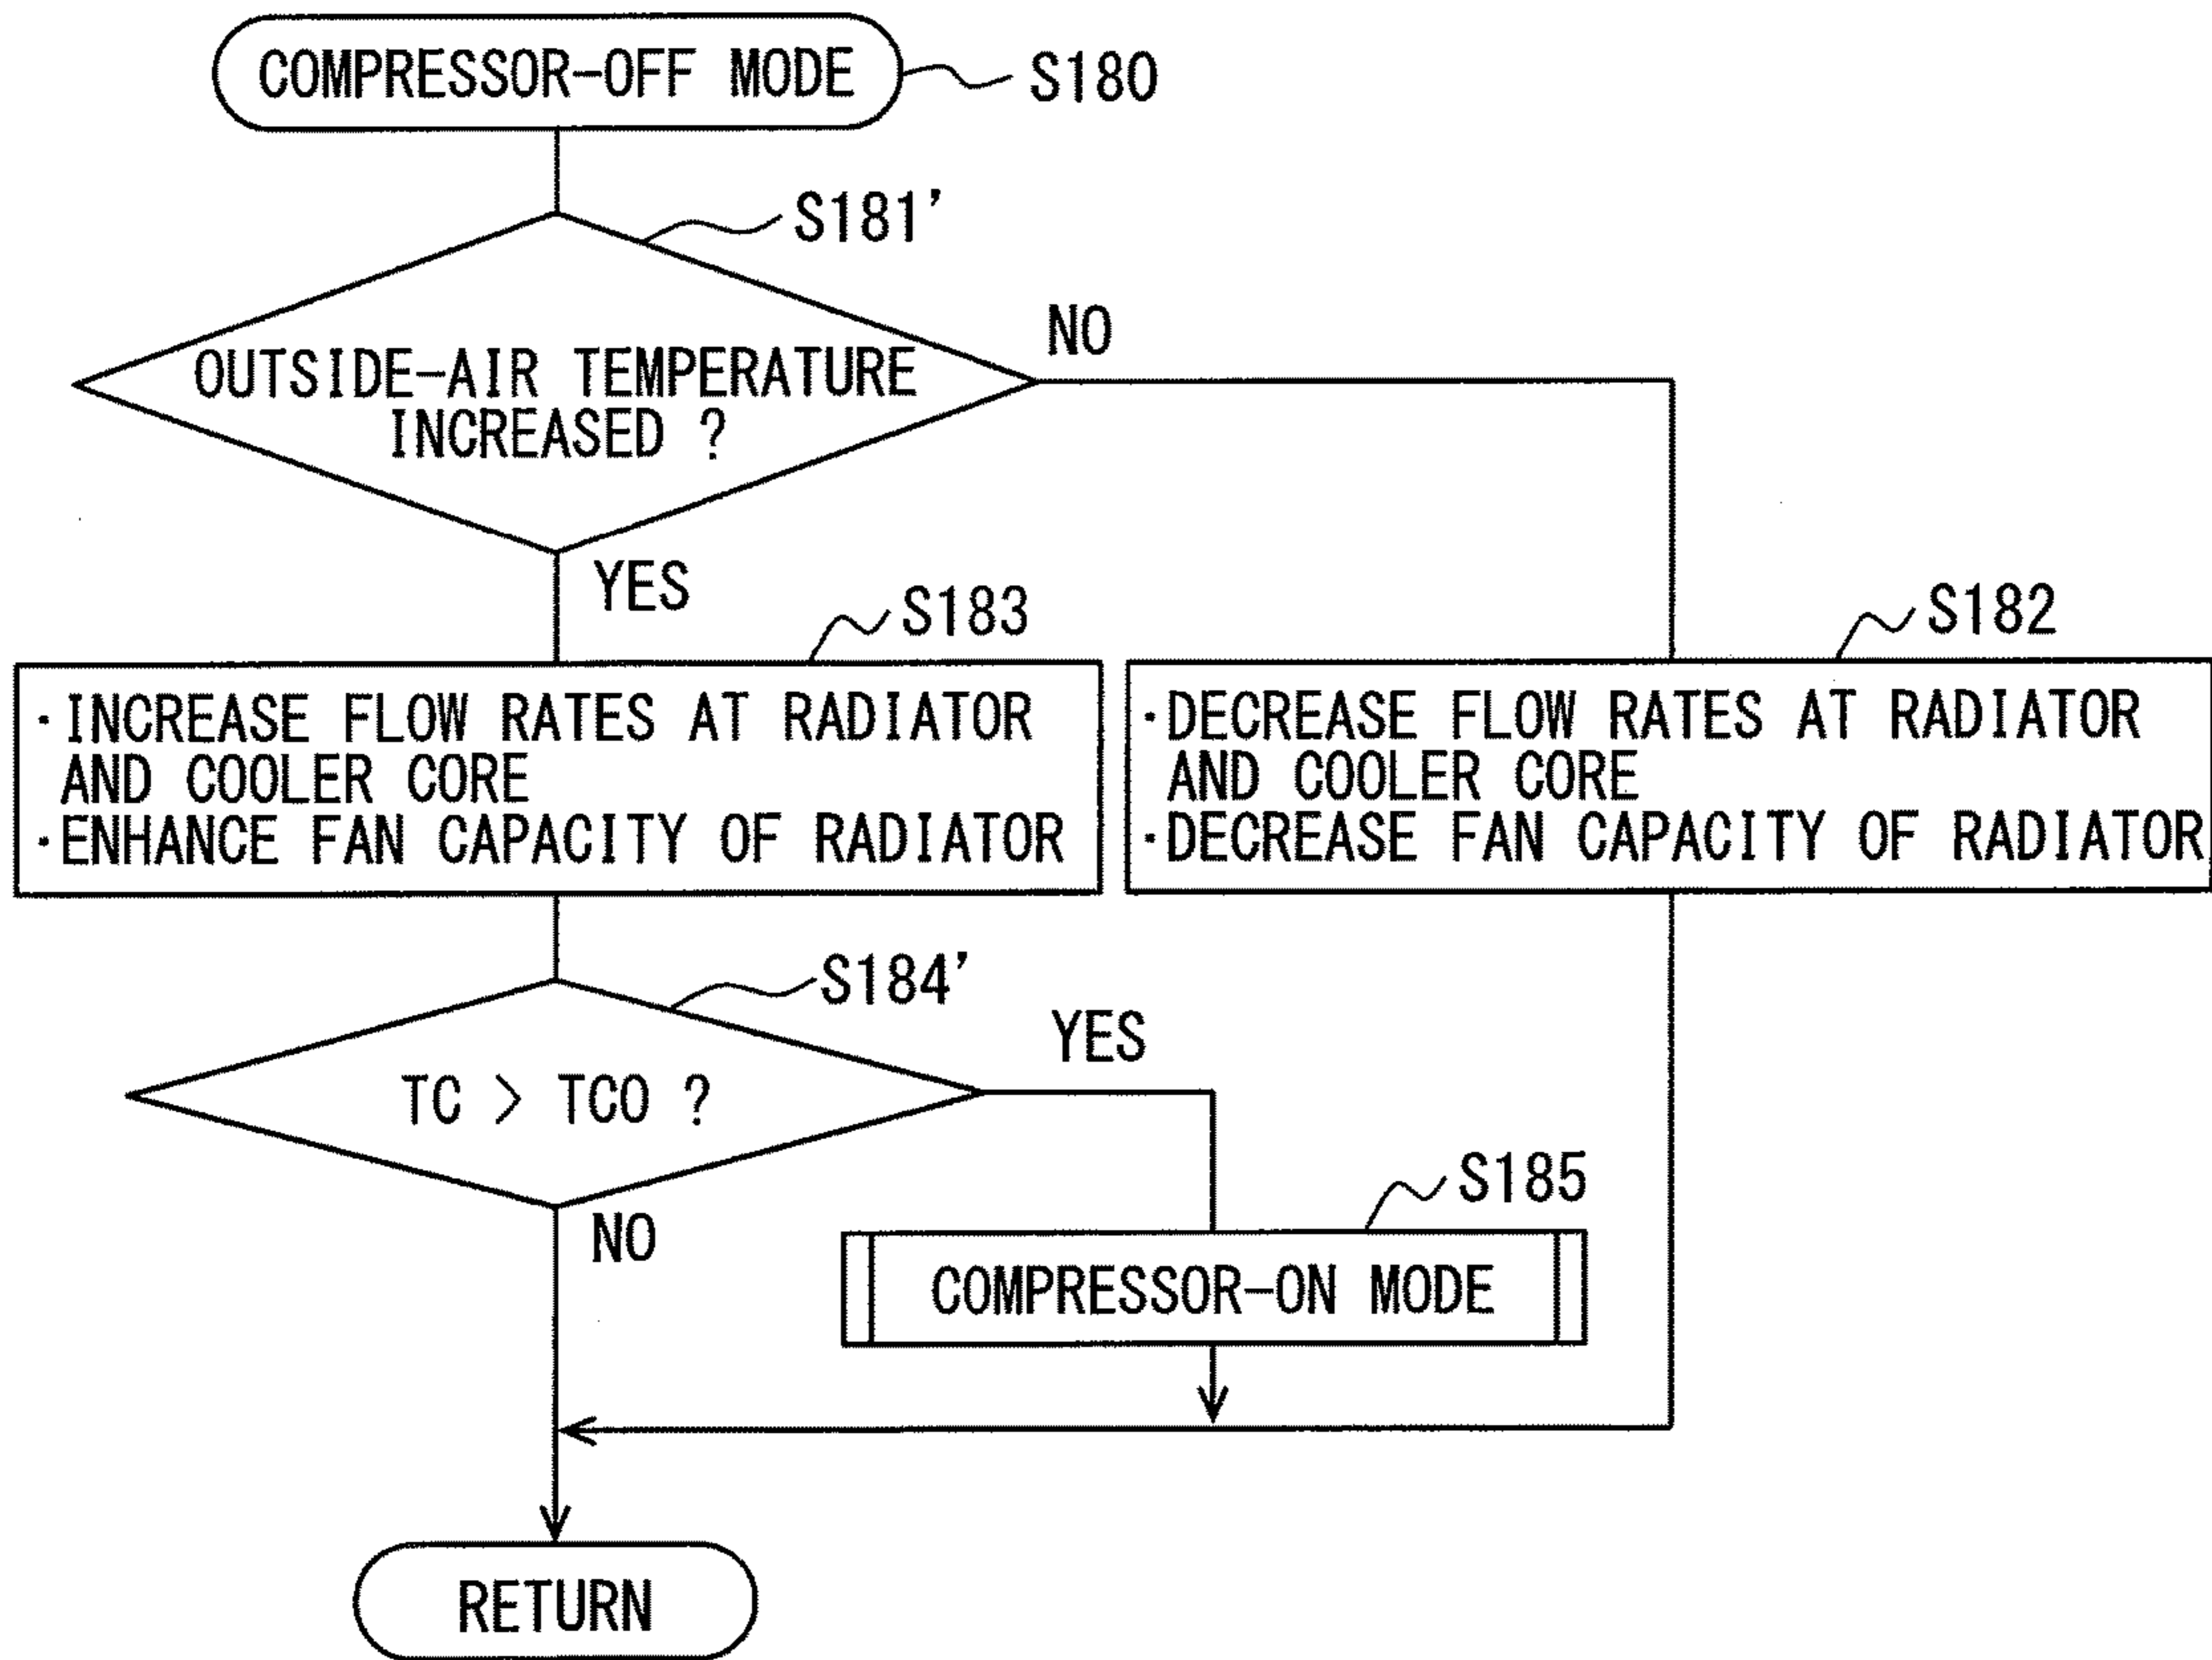 COMPRESSOR-OFF MODE
S180
S181'
OUTSIDE-AIR TEMPERATURE
INCREASED ?
NO
YES
S183
·INCREASE FLOW RATES AT RADIATOR
AND COOLER CORE
·ENHANCE FAN CAPACITY OF RADIATOR
S182
·DECREASE FLOW RATES AT RADIATOR
AND COOLER CORE
·DECREASE FAN CAPACITY OF RADIATOR
S184'
TC > TCO ?
YES
NO
S185
COMPRESSOR-ON MODE
RETURN